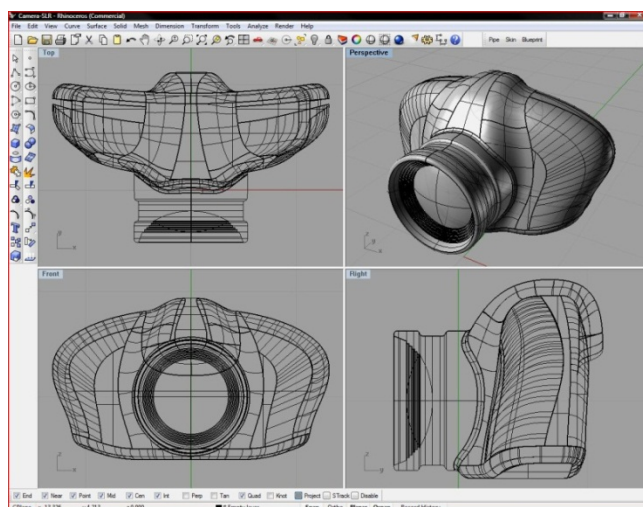 Camera-SLR - Rhinoceros (Commercial)
File Edit View Curve Surface Solid Mesh Dimension Transform Tools Analyze Render Help
Pipe Skin Blueprint
Top
Perspective
z
y
x
y
x
Front
Right
z
x
z
y
End Near Point Mid Cen Int Perp Tan Quad Knot Project STrack Disable